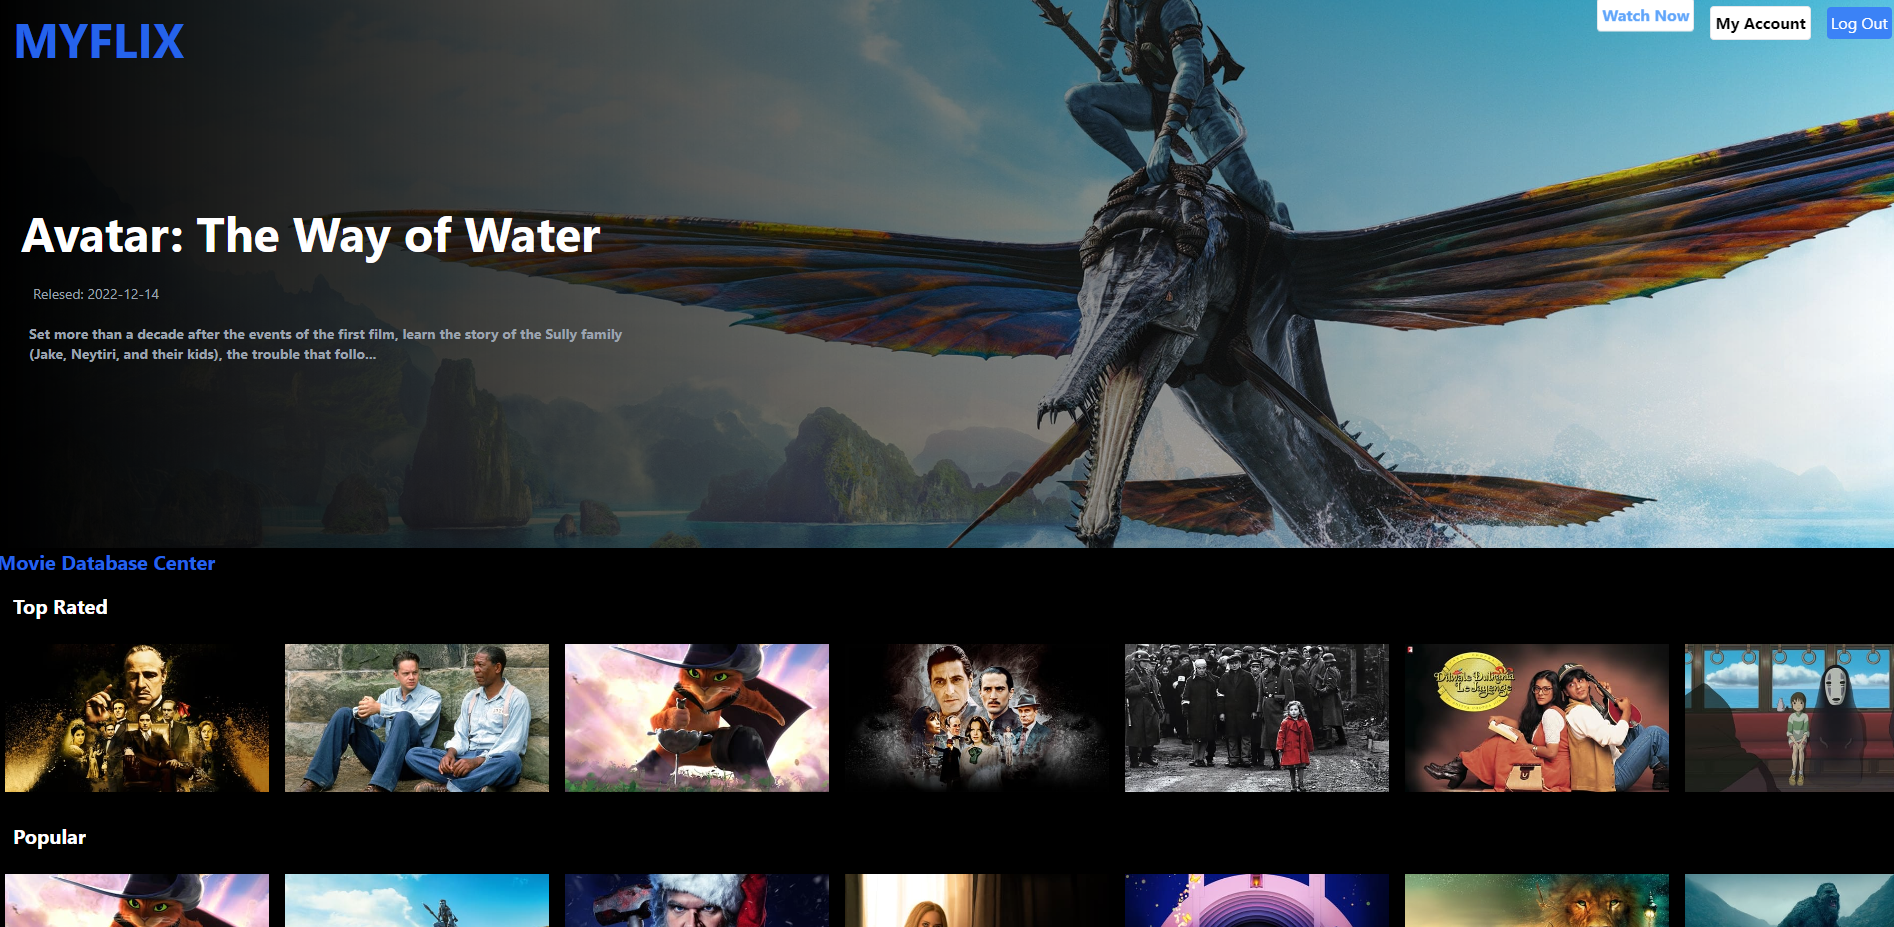 MYFLIX
Watch Now
My Account
Log Out
Avatar: The Way of Water
Relesed: 2022-12-14
Set more than a decade after the events of the first film, learn the story of the Sully family
(Jake, Neytiri, and their kids), the trouble that follo...
Movie Database Center
Top Rated
Dilwale Dulhania
Le Jayenge
Popular